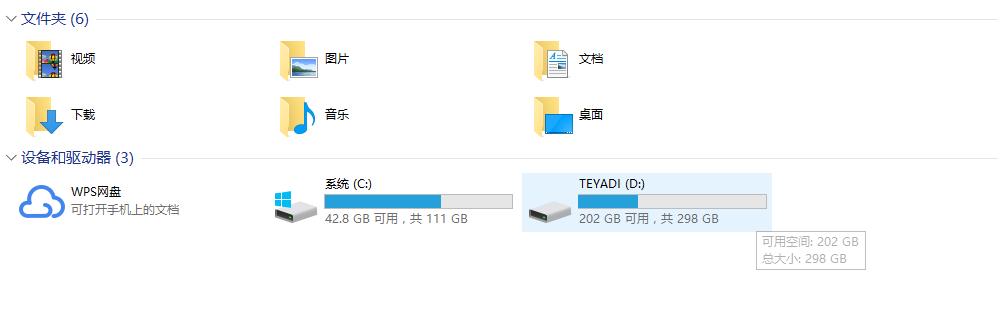 文件夹 (6)
视频
图片
文档
下载
音乐
桌面
设备和驱动器 (3)
WPS网盘
可打开手机上的文档
系统 (C:)
42.8 GB 可用，共 111 GB
TEYADI (D:)
202 GB 可用，共 298 GB
可用空间: 202 GB
总大小: 298 GB